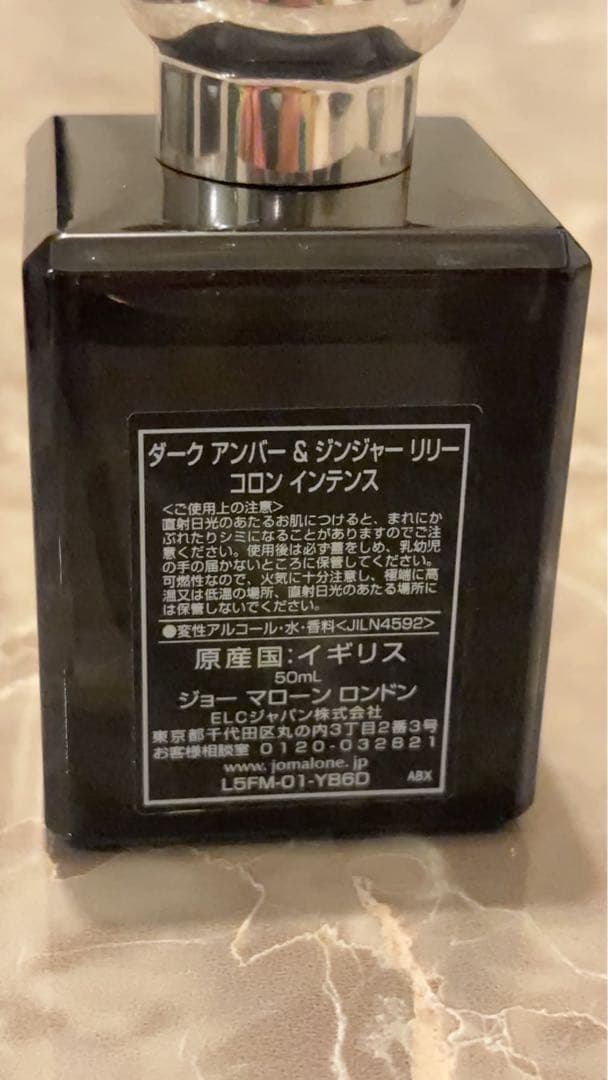 ダーク アンバー & ジンジャー リリー
コロン インテンス
<ご使用上の注意>
直射日光のあたるお肌につけると、まれにか
ぶれたりシミになることがありますのでご注
意ください。使用後は必ず蓋をしめ、乳幼児
の手の届かないところに保管してください。
可燃性なので、火気に十分注意し、極端に高
温又は低温の場所、直射日光のあたる場所に
は保管しないでください。
●変性アルコール・水・香料<JILN4592>
原産国:イギリス
50mL
ジョー マローン ロンドン
ELCジャパン株式会社
東京都千代田区丸の内3丁目2番3号
お客様相談室 0120-032821
www.jomalone.jp
L5FM-01-YB6D ABX